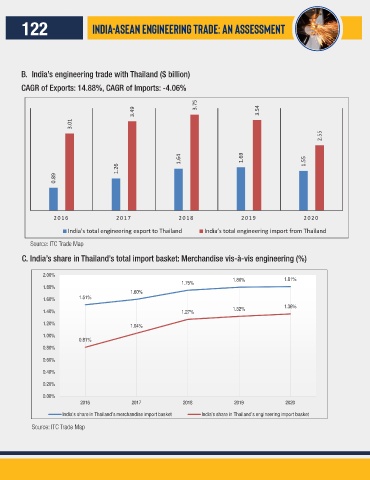 122
INDIA-ASEAN ENGINEERING TRADE: AN ASSESSMENT
B. India's engineering trade with Thailand ($ billion)
CAGR of Exports: 14.88%, CAGR of Imports: -4.06%
0.89 3.01 1.26 3.49 1.64 3.75 1.68 3.54 1.55 2.55
2016 2017 2018 2019 2020
India's total engineering export to Thailand India's total engineering import from Thailand
Source: ITC Trade Map
C. India's share in Thailand's total import basket: Merchandise vis-à-vis engineering (%)
2.00%
1.80%
1.60%
1.40%
1.20%
1.00%
0.80%
0.60%
0.40%
0.20%
0.00%
1.51% 1.60% 1.75% 1.80% 1.81%
0.81% 1.04% 1.27% 1.32% 1.36%
2016 2017 2018 2019 2020
India's share in Thailand's merchandise import basket India's share in Thailand's engineering import basket
Source: ITC Trade Map